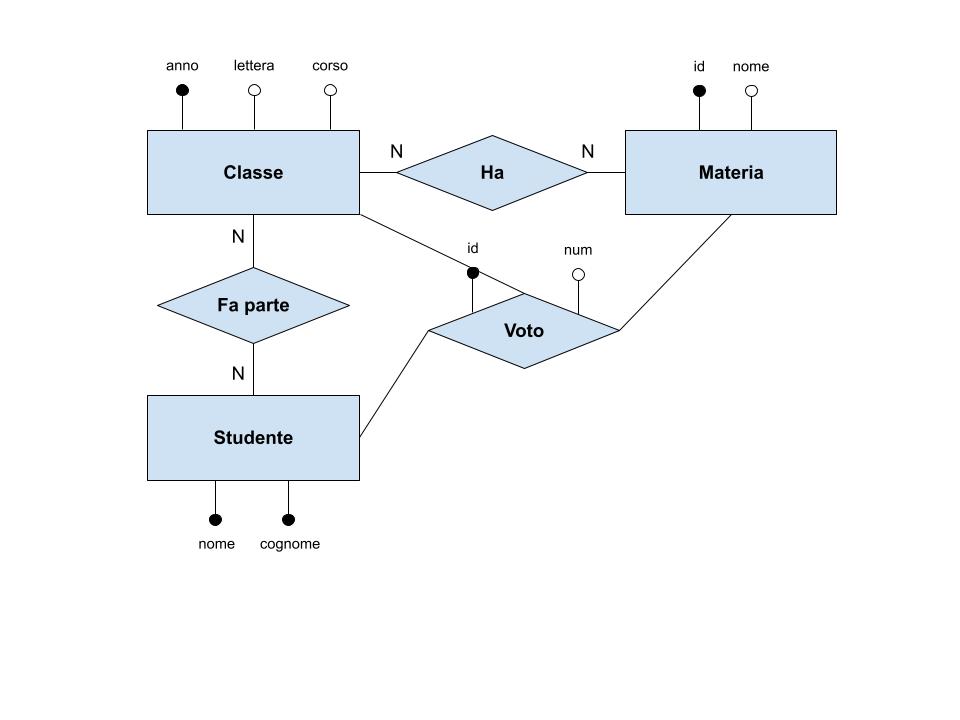 anno lettera corso
id nome
Classe
N
Ha
N
Materia
N
id
num
Fa parte
Voto
N
Studente
nome cognome